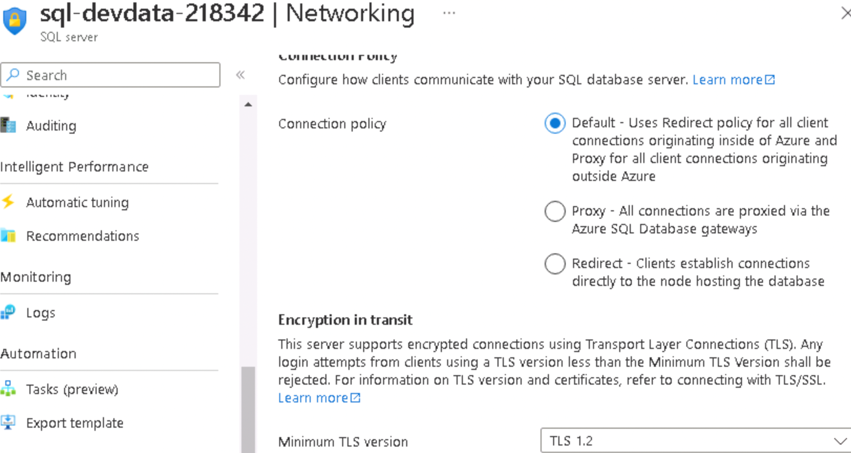 sql-devdata-218342 | Networking ...
SQL server
Search
Identity
Auditing
Intelligent Performance
Automatic tuning
Recommendations
Monitoring
Logs
Automation
Tasks (preview)
Export template
Connection Policy
Configure how clients communicate with your SQL database server. Learn more
Connection policy
Default - Uses Redirect policy for all client
connections originating inside of Azure and
Proxy for all client connections originating
outside Azure
Proxy - All connections are proxied via the
Azure SQL Database gateways
Redirect - Clients establish connections
directly to the node hosting the database
Encryption in transit
This server supports encrypted connections using Transport Layer Connections (TLS). Any
login attempts from clients using a TLS version less than the Minimum TLS Version shall be
rejected. For information on TLS version and certificates, refer to connecting with TLS/SSL.
Learn more
Minimum TLS version
TLS 1.2